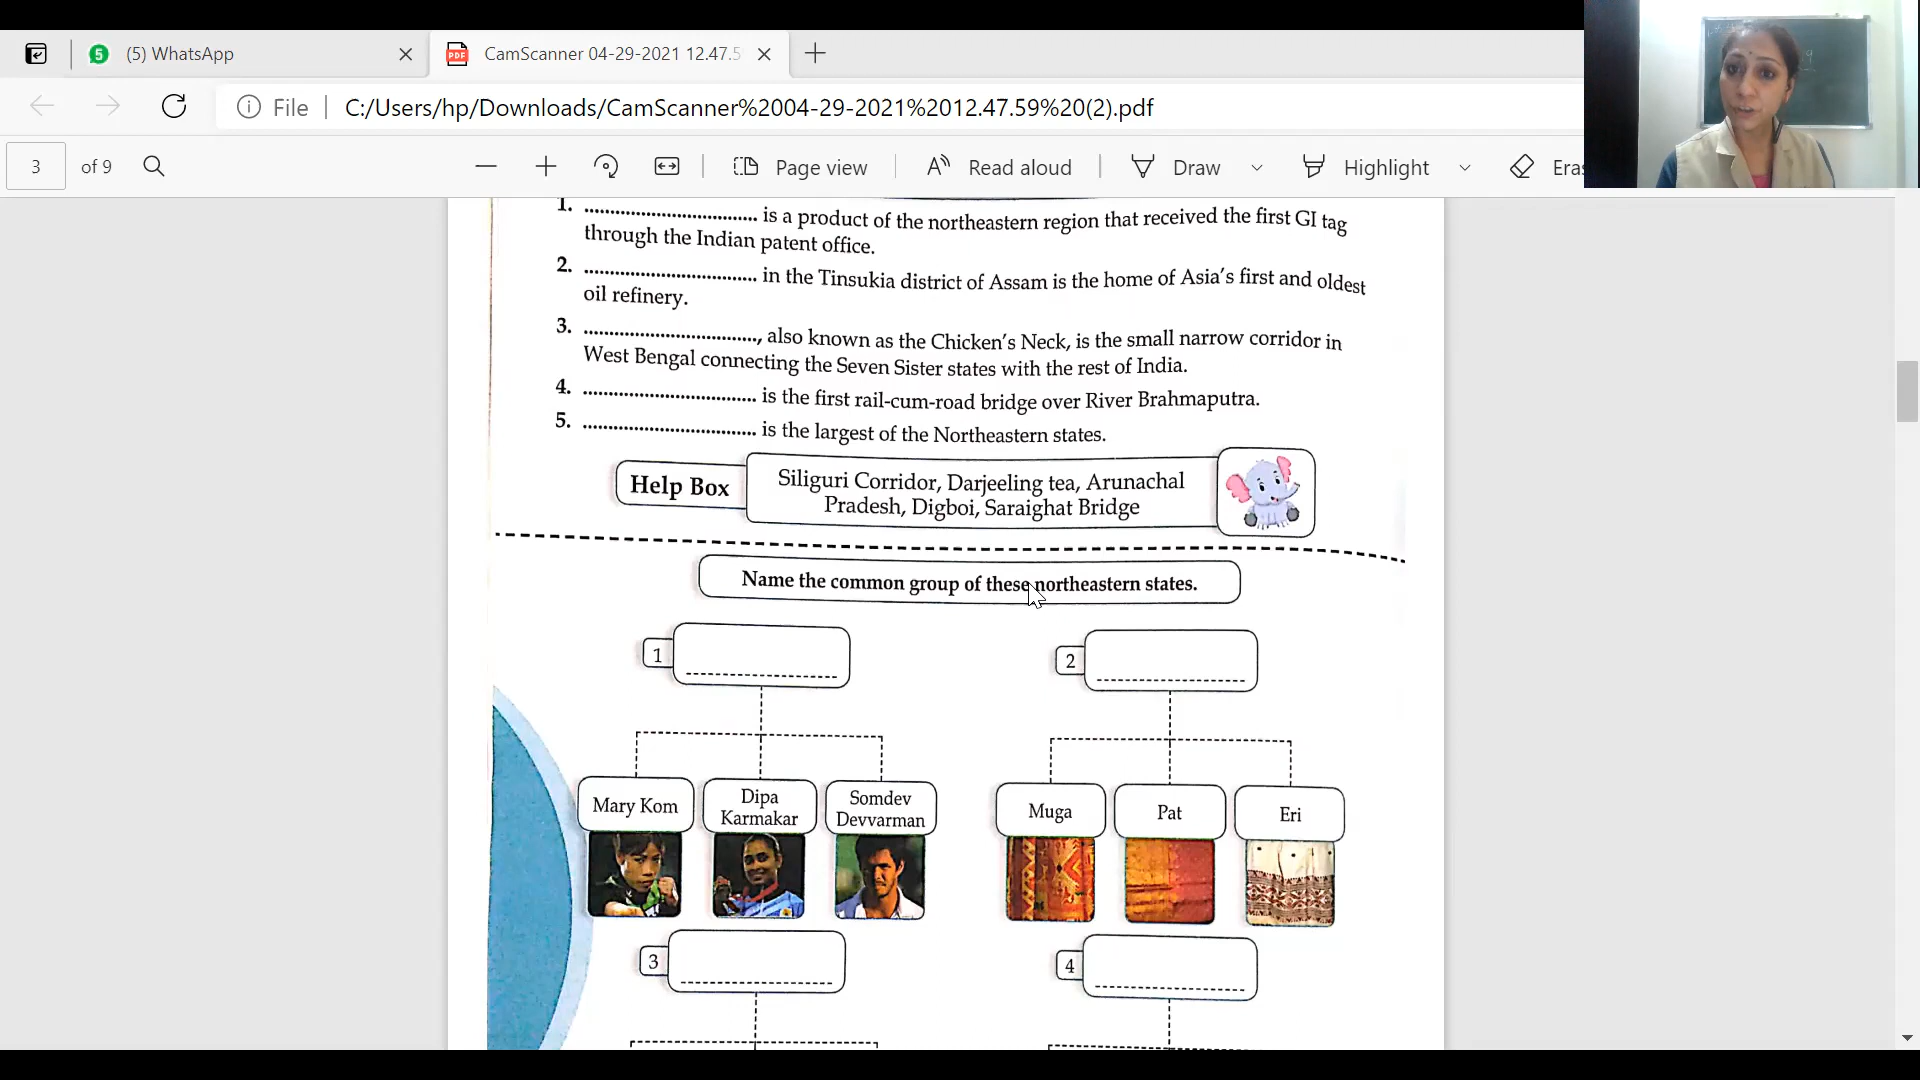 (5) WhatsApp
CamScanner 04-29-2021 12.47.5
File
C:/Users/hp/Downloads/CamScanner%2004-29-2021%2012.47.59%20(2).pdf
3 of 9
Page view
Read aloud
Draw
Highlight
Eras
1. .............................. is a product of the northeastern region that received the first GI tag
through the Indian patent office.
2. .............................. in the Tinsukia district of Assam is the home of Asia's first and oldest
oil refinery.
3. .............................., also known as the Chicken's Neck, is the small narrow corridor in
West Bengal connecting the Seven Sister states with the rest of India.
4. .............................. is the first rail-cum-road bridge over River Brahmaputra.
5. .............................. is the largest of the Northeastern states.
Help Box
Siliguri Corridor, Darjeeling tea, Arunachal
Pradesh, Digboi, Saraighat Bridge
Name the common group of these northeastern states.
1
2
Mary Kom
Dipa
Karmakar
Somdev
Devvarman
Muga
Pat
Eri
3
4